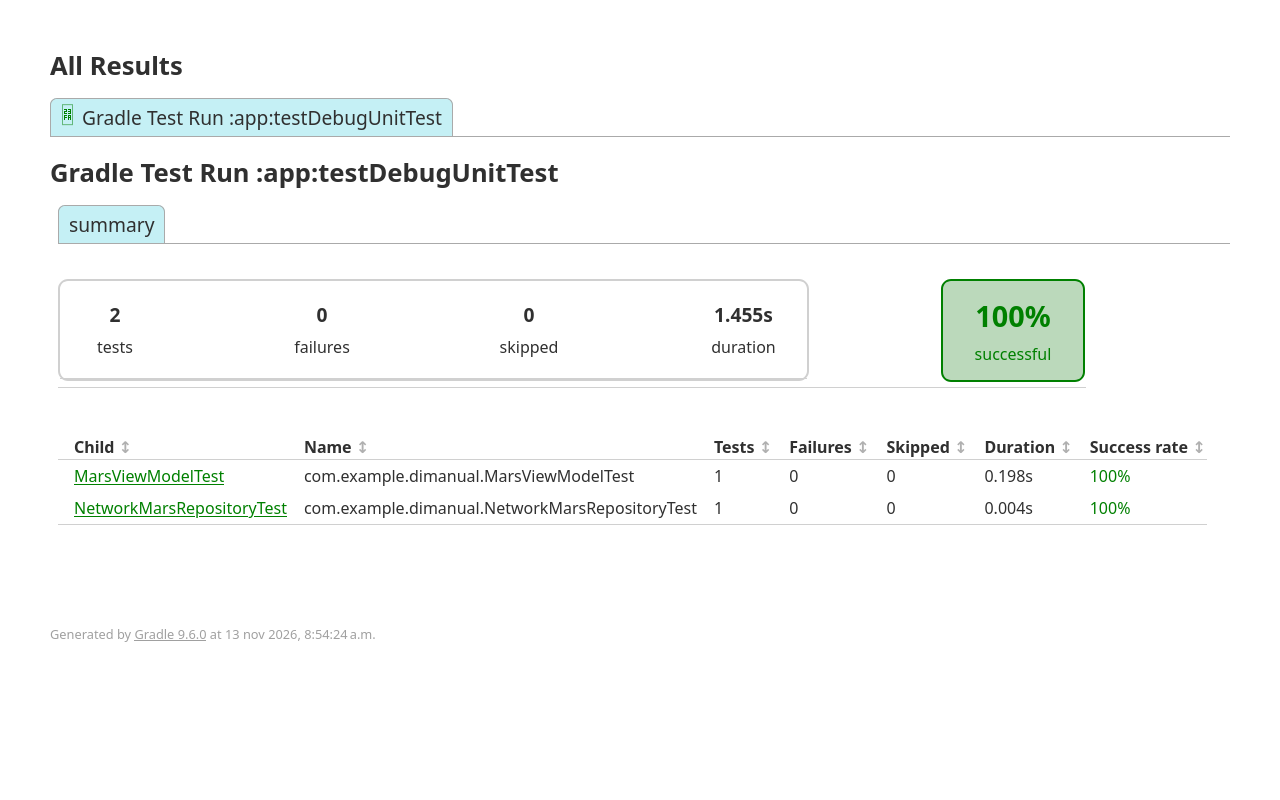 All Results
Gradle Test Run :app:testDebugUnitTest
Gradle Test Run :app:testDebugUnitTest
summary
2 0 0 1.455s
tests failures skipped duration
100%
successful
Child ↕ Name ↕ Tests ↕ Failures ↕ Skipped ↕ Duration ↕ Success rate ↕
MarsViewModelTest com.example.dimanual.MarsViewModelTest 1 0 0 0.198s 100%
NetworkMarsRepositoryTest com.example.dimanual.NetworkMarsRepositoryTest 1 0 0 0.004s 100%
Generated by Gradle 9.6.0 at 13 nov 2026, 8:54:24 a.m.